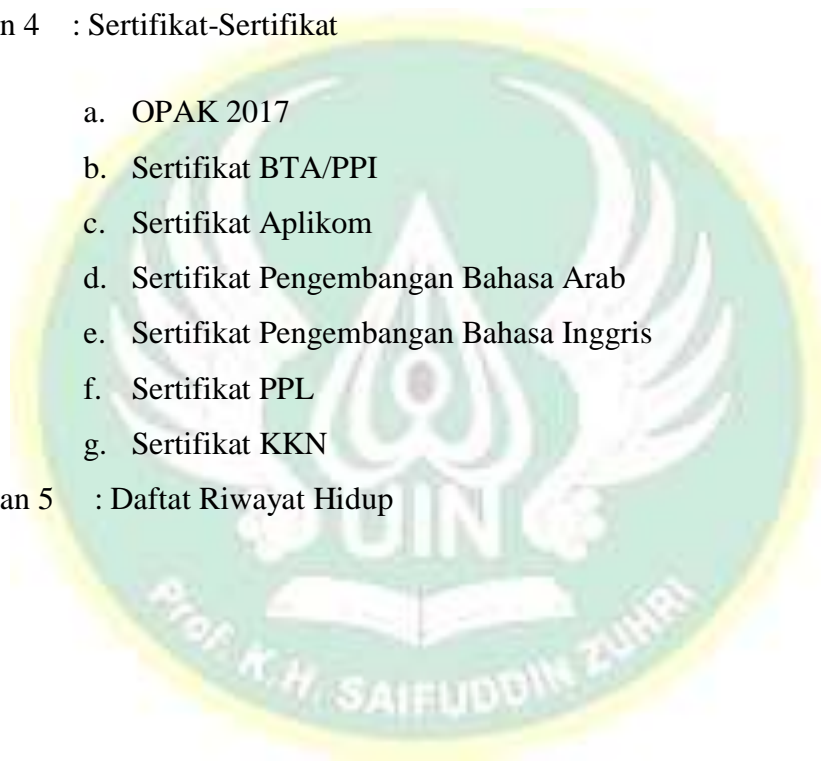 n 4 : Sertifikat-Sertifikat
a. OPAK 2017
b. Sertifikat BTA/PPI
c. Sertifikat Aplikom
d. Sertifikat Pengembangan Bahasa Arab
e. Sertifikat Pengembangan Bahasa Inggris
f. Sertifikat PPL
g. Sertifikat KKN
an 5 : Daftat Riwayat Hidup
UIN
Prof. K.H. SAIFUDDIN ZUHRI